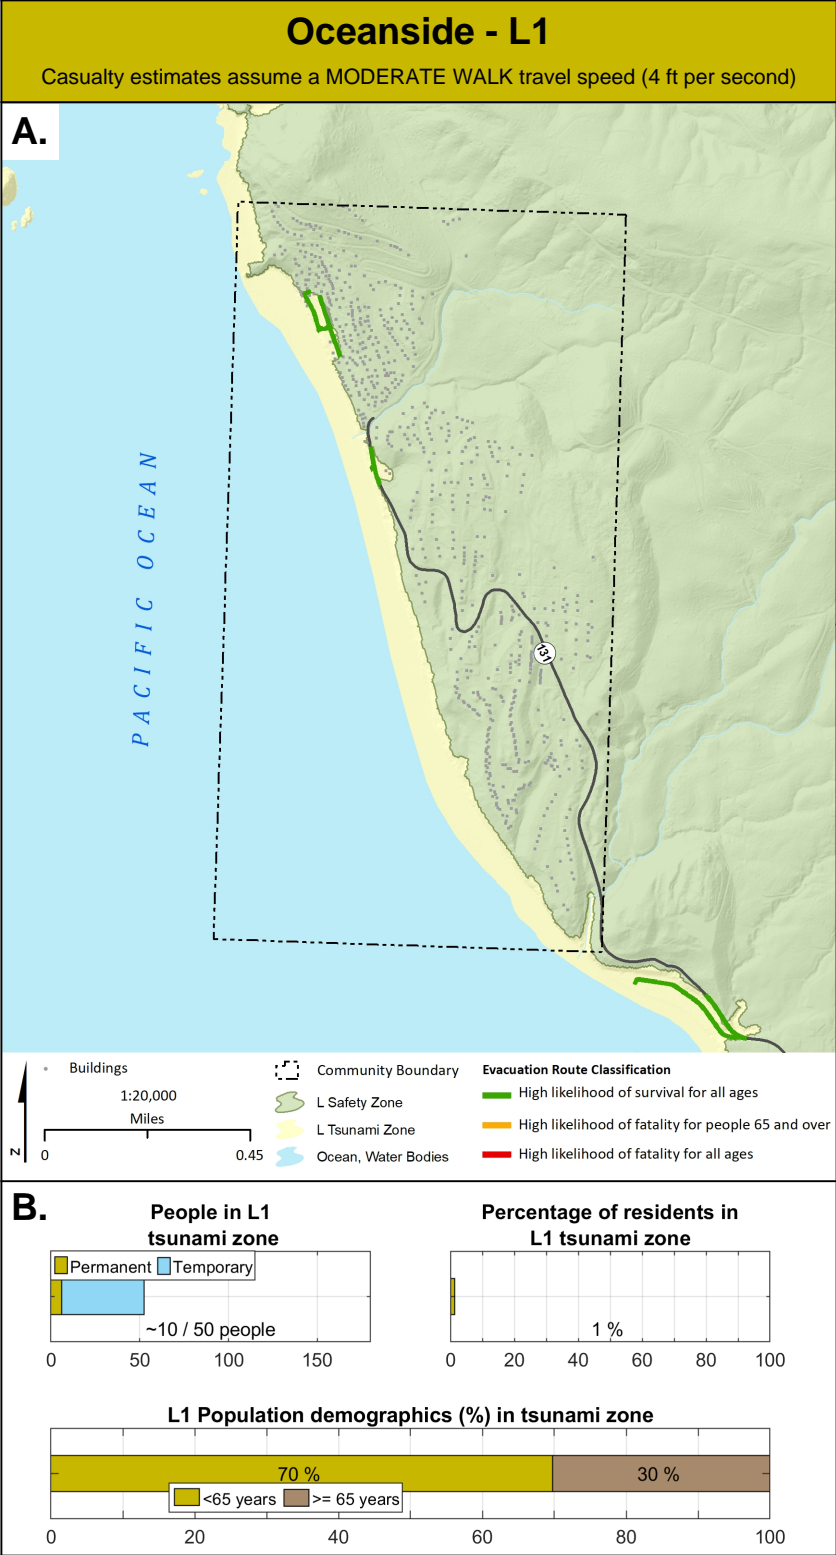 Oceanside - L1
Casualty estimates assume a MODERATE WALK travel speed (4 ft per second)
A.
PACIFIC OCEAN
131
Buildings
1:20,000
Miles
0 0.45
N
Community Boundary
L Safety Zone
L Tsunami Zone
Ocean, Water Bodies
Evacuation Route Classification
High likelihood of survival for all ages
High likelihood of fatality for people 65 and over
High likelihood of fatality for all ages
B.
People in L1
tsunami zone
Permanent Temporary
~10 / 50 people
0 50 100 150
Percentage of residents in
L1 tsunami zone
1 %
0 20 40 60 80 100
L1 Population demographics (%) in tsunami zone
70 % 30 %
<65 years >= 65 years
0 20 40 60 80 100